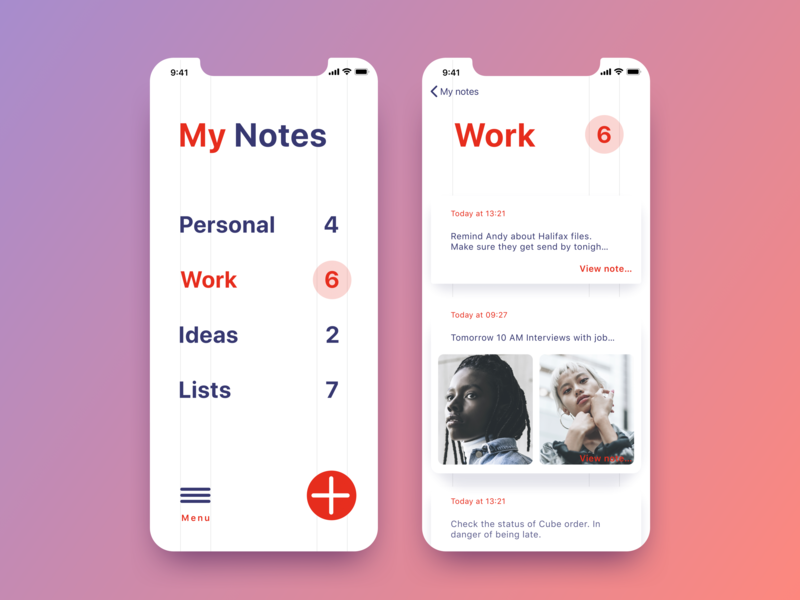 9:41
My Notes
Personal 4
Work 6
Ideas 2
Lists 7
Menu
9:41
My notes
Work 6
Today at 13:21
Remind Andy about Halifax files.
Make sure they get send by tonigh...
View note...
Today at 09:27
Tomorrow 10 AM Interviews with job...
View note...
Today at 13:21
Check the status of Cube order. In
danger of being late.